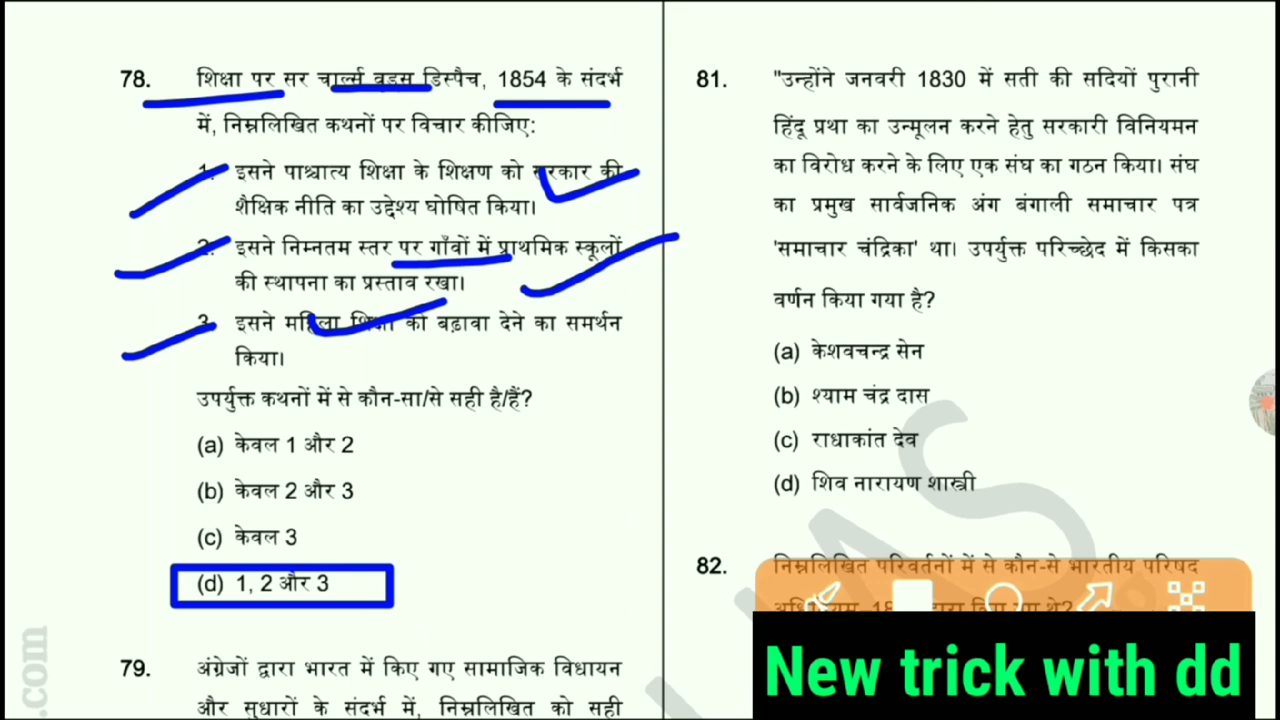 78. शिक्षा पर सर चार्ल्स वुड्स डिस्पैच, 1854 के संदर्भ
में, निम्नलिखित कथनों पर विचार कीजिए:
1. इसने पाश्चात्य शिक्षा के शिक्षण को सरकार की
शैक्षिक नीति का उद्देश्य घोषित किया।
2. इसने निम्नतम स्तर पर गाँवों में प्राथमिक स्कूलों
की स्थापना का प्रस्ताव रखा।
3. इसने महिला शिक्षा को बढ़ावा देने का समर्थन
किया।
उपर्युक्त कथनों में से कौन-सा/से सही है/हैं?
(a) केवल 1 और 2
(b) केवल 2 और 3
(c) केवल 3
(d) 1, 2 और 3
79. अंग्रेजों द्वारा भारत में किए गए सामाजिक विधायन
और सुधारों के संदर्भ में, निम्नलिखित को सही
81. "उन्होंने जनवरी 1830 में सती की सदियों पुरानी
हिंदू प्रथा का उन्मूलन करने हेतु सरकारी विनियमन
का विरोध करने के लिए एक संघ का गठन किया। संघ
का प्रमुख सार्वजनिक अंग बंगाली समाचार पत्र
'समाचार चंद्रिका' था। उपर्युक्त परिच्छेद में किसका
वर्णन किया गया है?
(a) केशवचन्द्र सेन
(b) श्याम चंद्र दास
(c) राधाकांत देव
(d) शिव नारायण शास्त्री
82. निम्नलिखित परिवर्तनों में से कौन-से भारतीय परिषद
द्वारा किए गए थे?
New trick with dd
.com